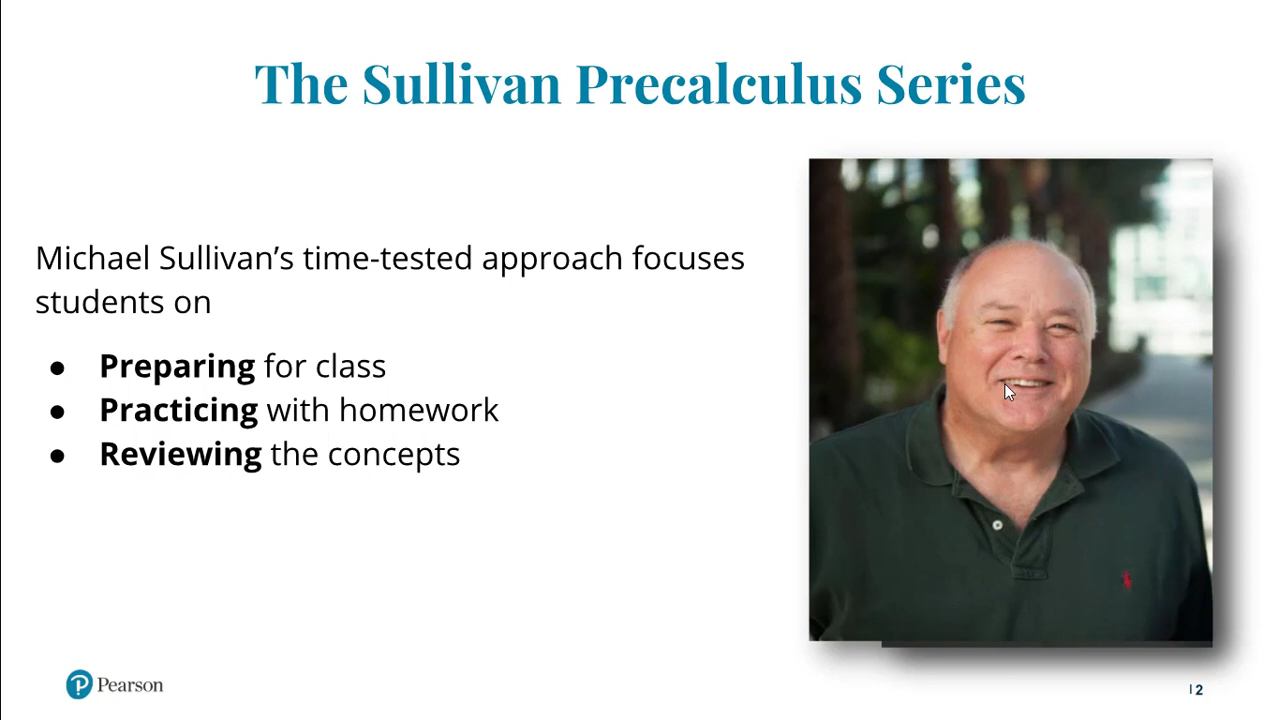 The Sullivan Precalculus Series
Michael Sullivan’s time-tested approach focuses
students on
● Preparing for class
● Practicing with homework
● Reviewing the concepts
Pearson
| 2